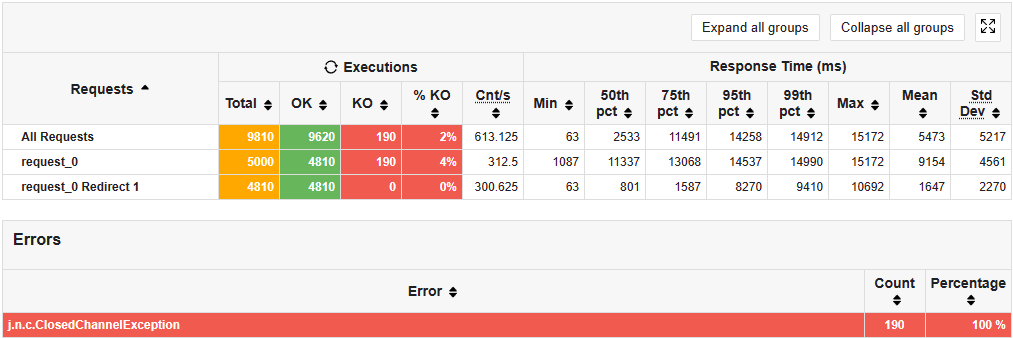 Expand all groups Collapse all groups
Requests Executions Response Time (ms)
Total OK KO % KO Cnt/s Min 50th pct 75th pct 95th pct 99th pct Max Mean Std Dev
All Requests 9810 9620 190 2% 613.125 63 2533 11491 14258 14912 15172 5473 5217
request_0 5000 4810 190 4% 312.5 1087 11337 13068 14537 14990 15172 9154 4561
request_0 Redirect 1 4810 4810 0 0% 300.625 63 801 1587 8270 9410 10692 1647 2270
Errors
Error Count Percentage
j.n.c.ClosedChannelException 190 100 %